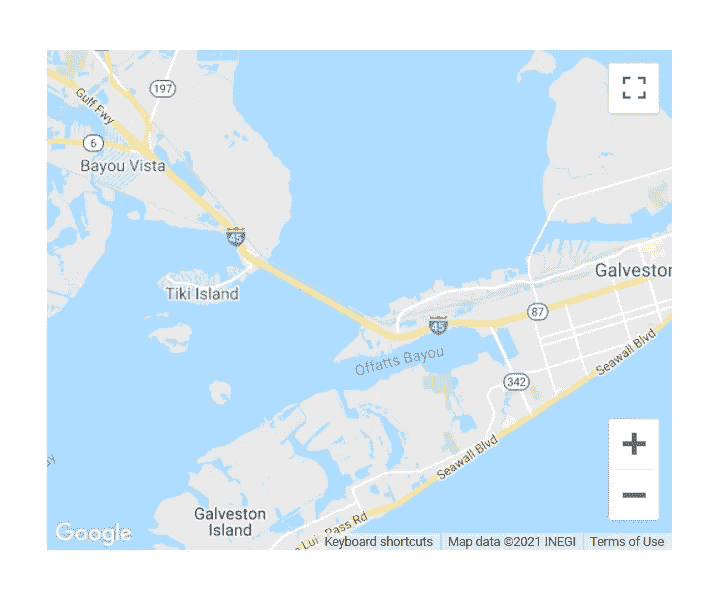 197
Gulf Fwy
6
Bayou Vista
45
Tiki Island
Galveston
87
45
Offatts Bayou
Seawall Blvd
342
Seawall Blvd
Galveston
Island
Luis Pass Rd
Google
Keyboard shortcuts
Map data ©2021 INEGI
Terms of Use